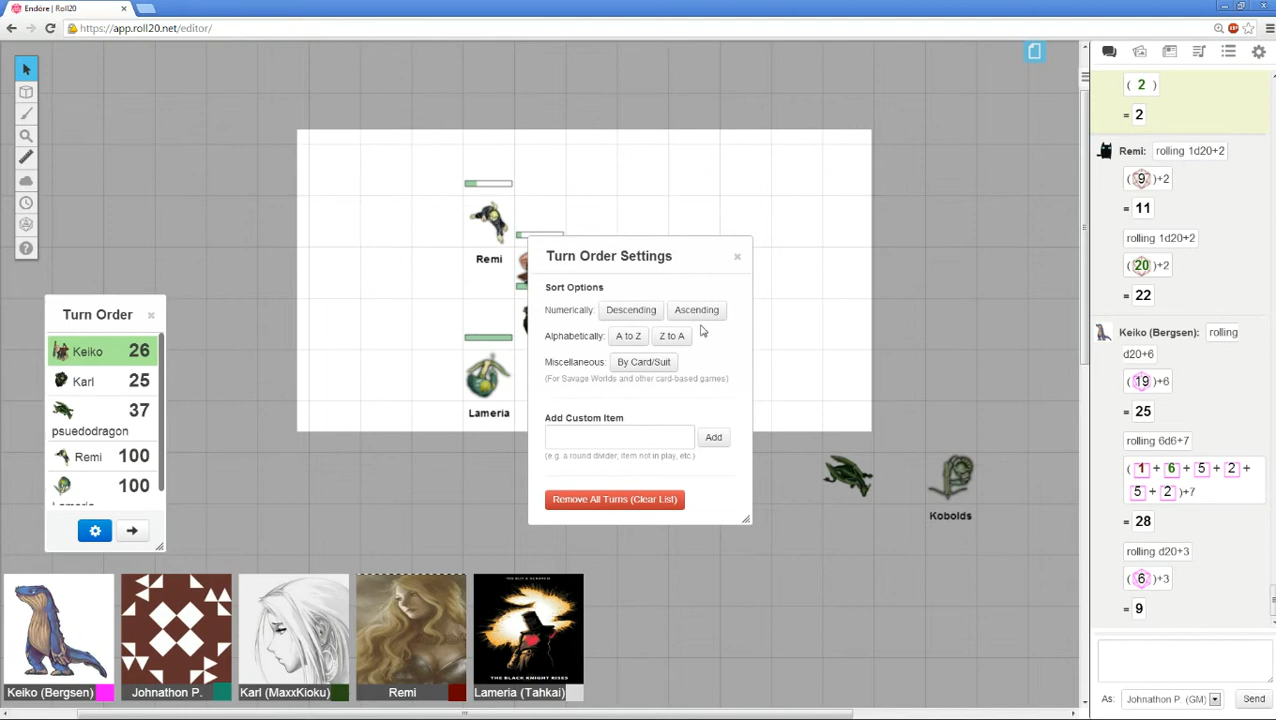 Endore | Roll20
https://app.roll20.net/editor/
Remi
Lameria
Kobolds
Turn Order
Keiko 26
Karl 25
37
psuedodragon
Remi 100
100
Lameria
Turn Order Settings
Sort Options
Numerically: Descending Ascending
Alphabetically: A to Z Z to A
Miscellaneous: By Card/Suit
(For Savage Worlds and other card-based games)
Add Custom Item
Add
(e.g. a round divider, item not in play, etc.)
Remove All Turns (Clear List)
( 2 )
= 2
Remi: rolling 1d20+2
( 9 )+2
= 11
rolling 1d20+2
( 20 )+2
= 22
Keiko (Bergsen): rolling
d20+6
( 19 )+6
= 25
rolling 6d6+7
( 1 + 6 + 5 + 2 +
5 + 2 )+7
= 28
rolling d20+3
( 6 )+3
= 9
As: Johnathon P. (GM) Send
Keiko (Bergsen)
Johnathon P.
Karl (MaxxKioku)
Remi
THE BLACK KNIGHT RISES
Lameria (Tahkai)